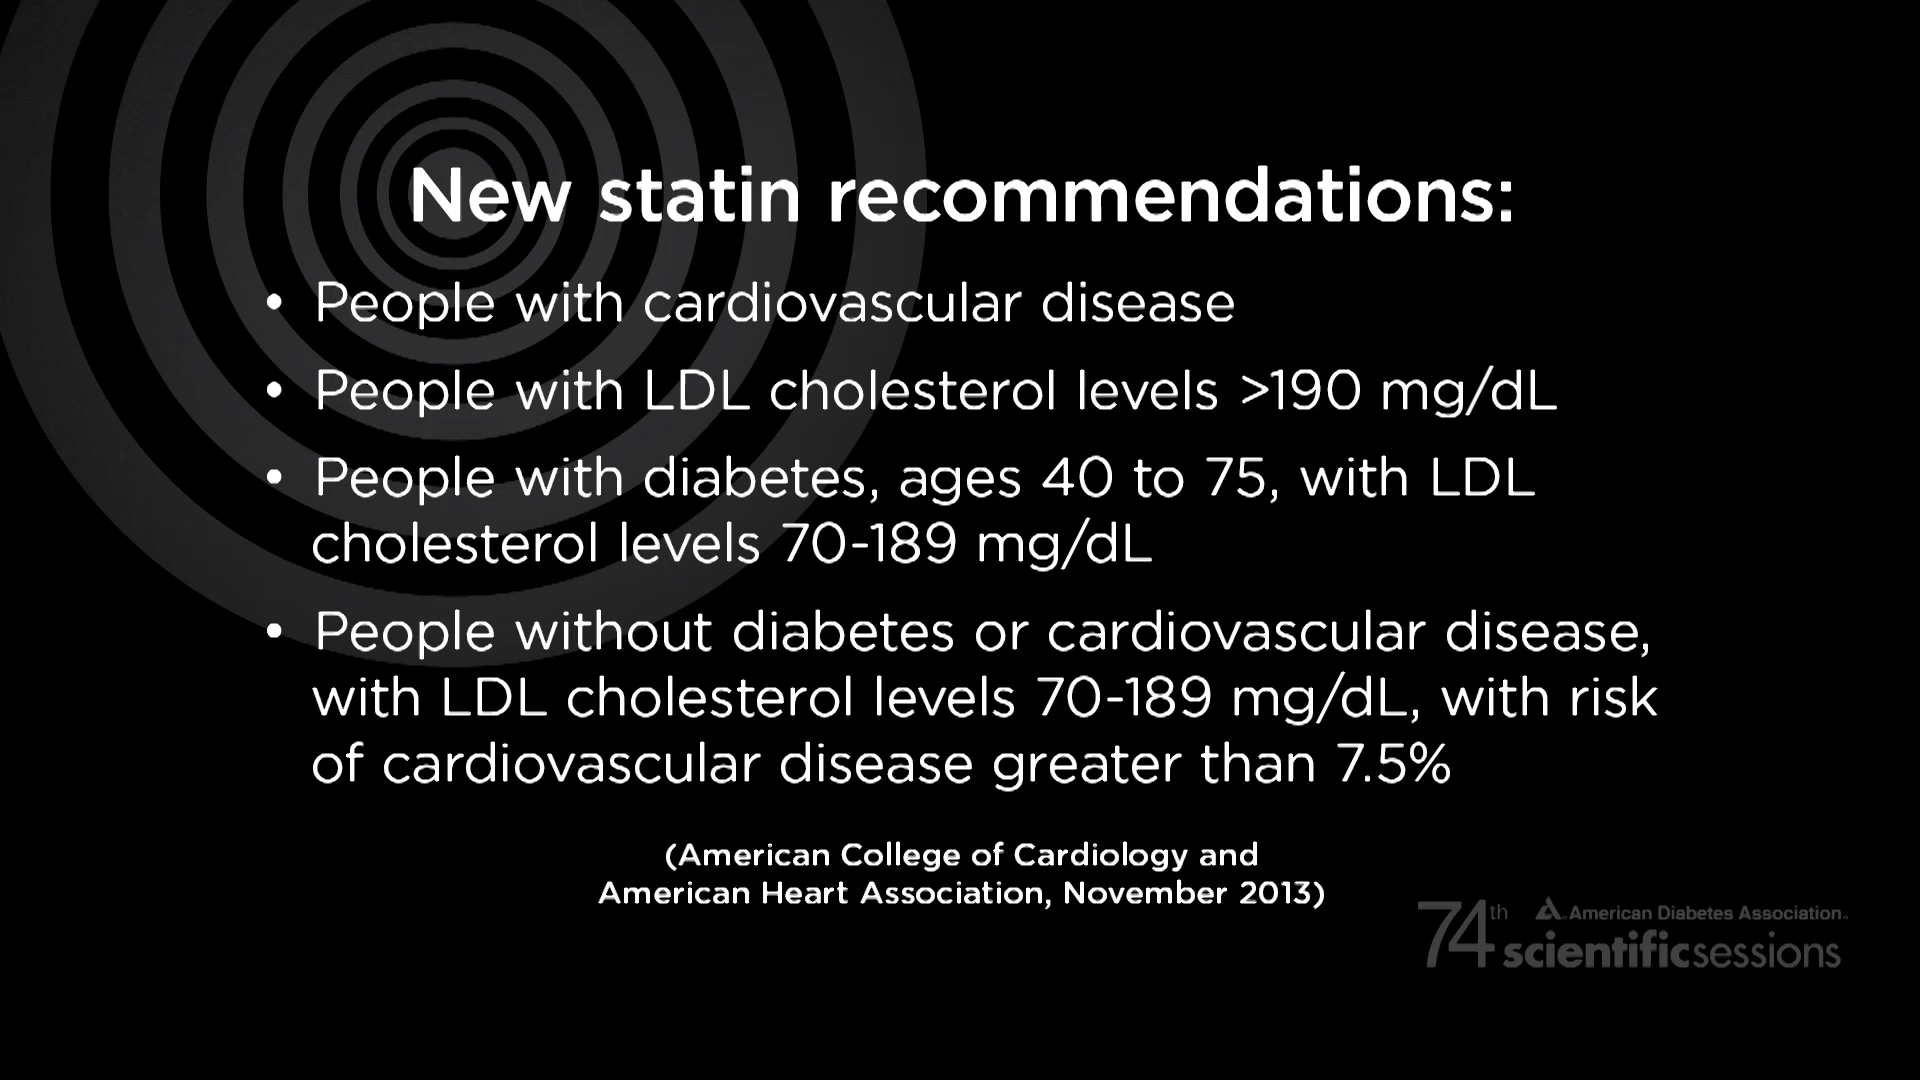 New statin recommendations:
• People with cardiovascular disease
• People with LDL cholesterol levels >190 mg/dL
• People with diabetes, ages 40 to 75, with LDL
cholesterol levels 70-189 mg/dL
• People without diabetes or cardiovascular disease,
with LDL cholesterol levels 70-189 mg/dL, with risk
of cardiovascular disease greater than 7.5%
(American College of Cardiology and
American Heart Association, November 2013)
74th American Diabetes Association
scientificsessions